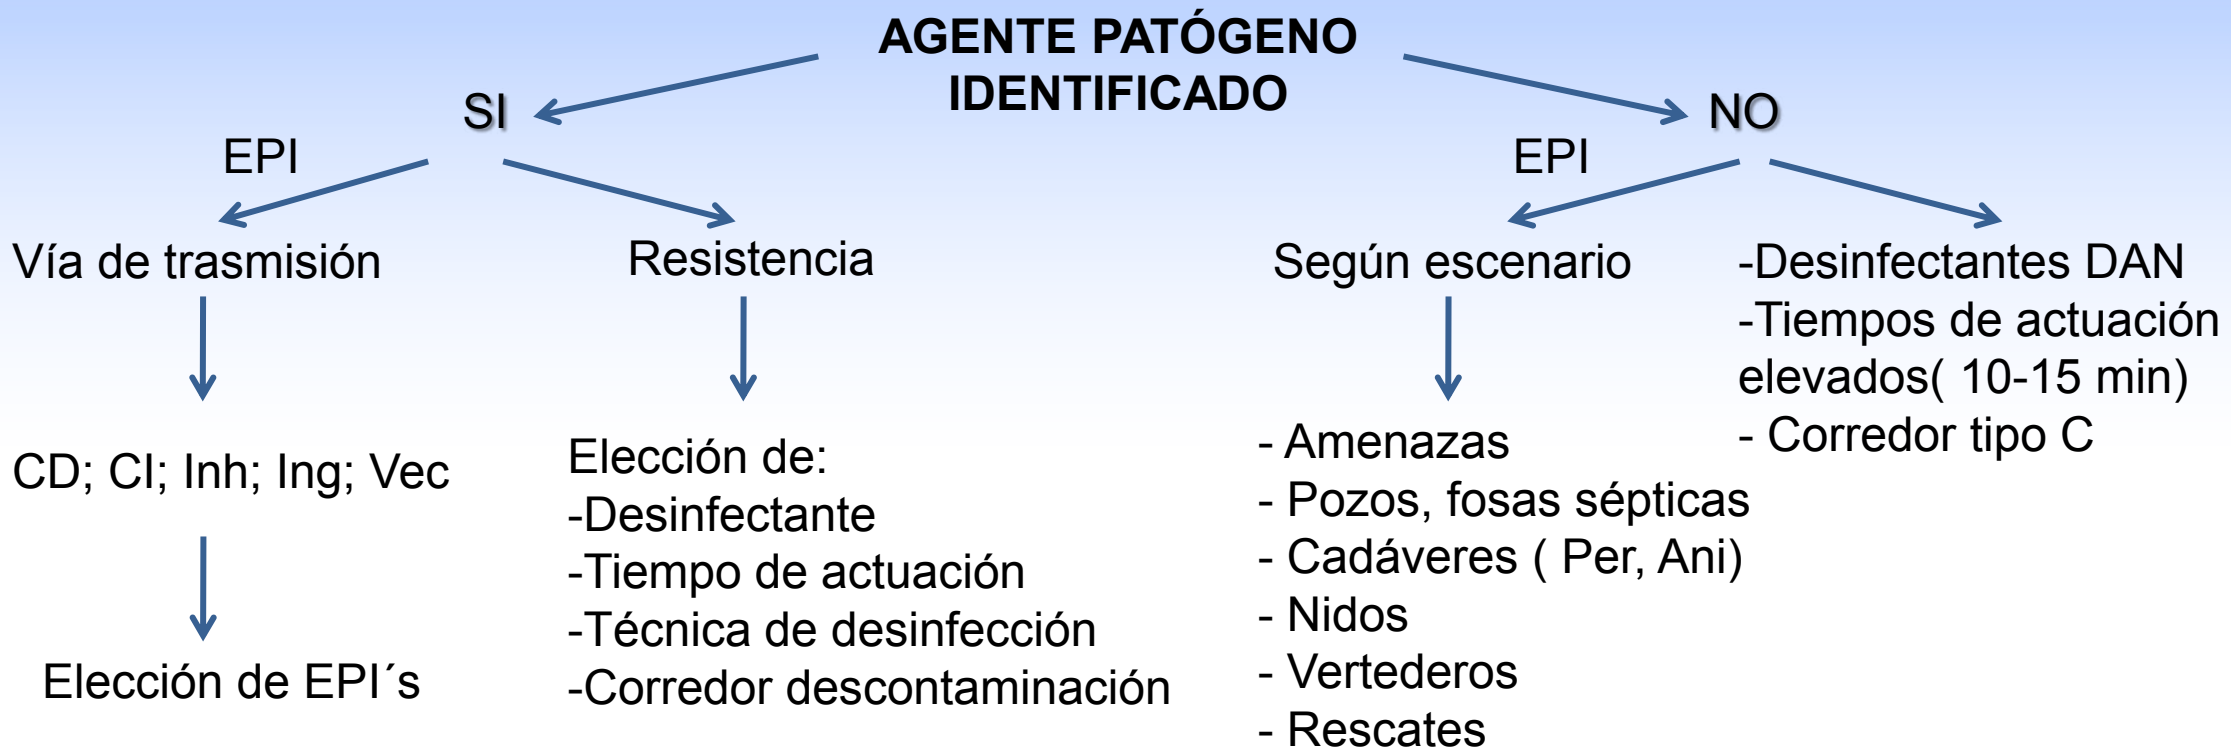 AGENTE PATÓGENO
IDENTIFICADO
SI
NO
EPI
EPI
Vía de trasmisión
Resistencia
Según escenario
-Desinfectantes DAN
-Tiempos de actuación
elevados( 10-15 min)
- Corredor tipo C
CD; CI; Inh; Ing; Vec
Elección de EPI´s
Elección de:
-Desinfectante
-Tiempo de actuación
-Técnica de desinfección
-Corredor descontaminación
- Amenazas
- Pozos, fosas sépticas
- Cadáveres ( Per, Ani)
- Nidos
- Vertederos
- Rescates